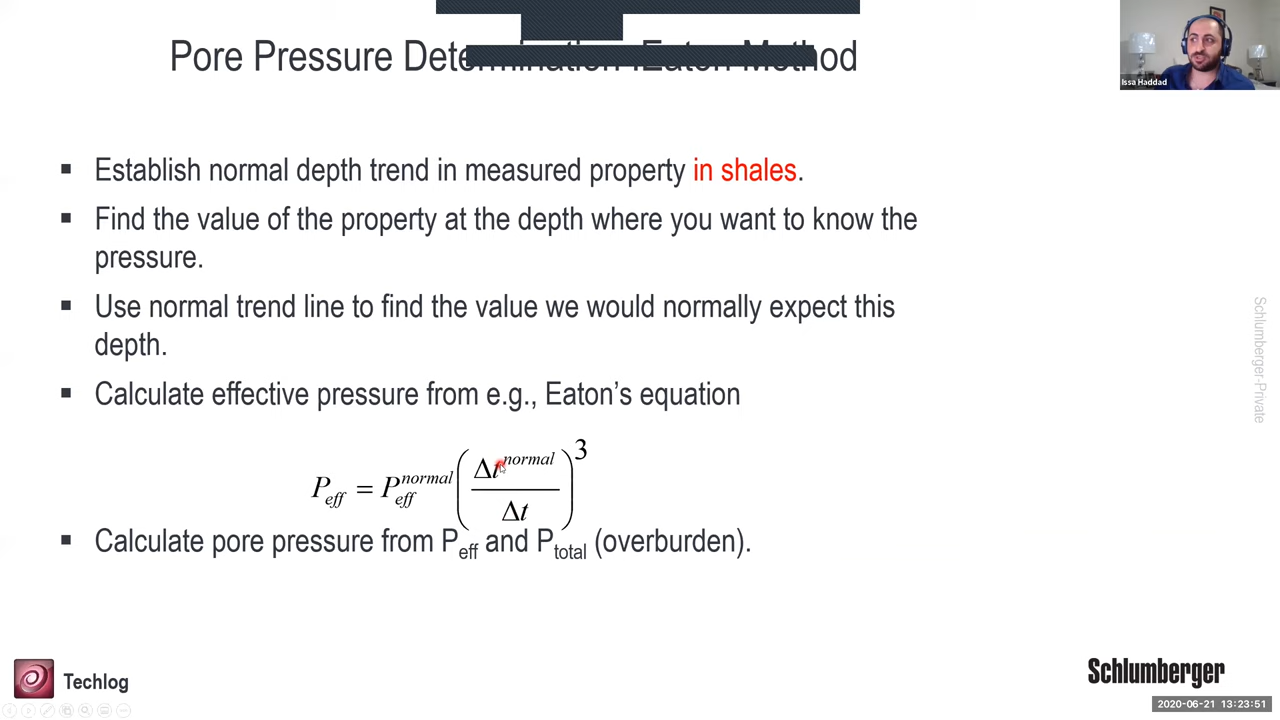 Pore Pressure Determination :Eaton Method
Issa Haddad
▪ Establish normal depth trend in measured property in shales.
▪ Find the value of the property at the depth where you want to know the
pressure.
▪ Use normal trend line to find the value we would normally expect this
depth.
▪ Calculate effective pressure from e.g., Eaton's equation
P_eff = P_eff^normal (Δt^normal / Δt)^3
▪ Calculate pore pressure from P_eff and P_total (overburden).
Schlumberger-Private
Techlog
Schlumberger
2020-06-21 13:23:51